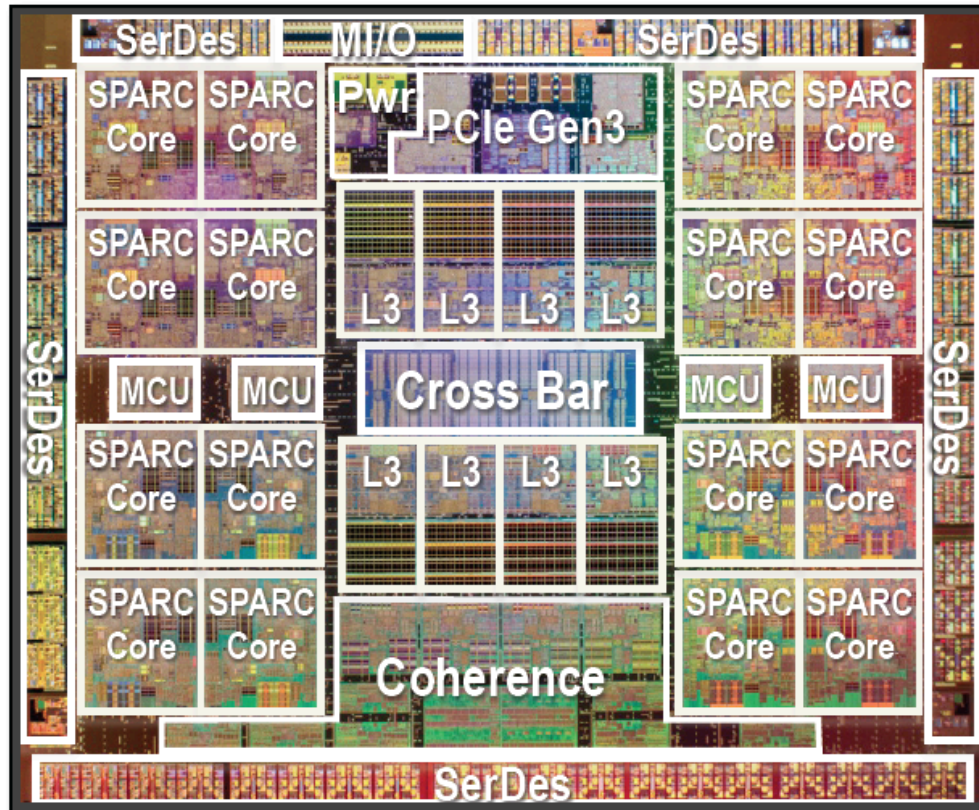 SerDes MI/O SerDes
SPARC Core SPARC Core Pwr PCIe Gen3 SPARC Core SPARC Core
SPARC Core SPARC Core L3 L3 L3 L3 SPARC Core SPARC Core
SerDes MCU MCU Cross Bar MCU MCU SerDes
SPARC Core SPARC Core L3 L3 L3 L3 SPARC Core SPARC Core
SPARC Core SPARC Core Coherence SPARC Core SPARC Core
SerDes